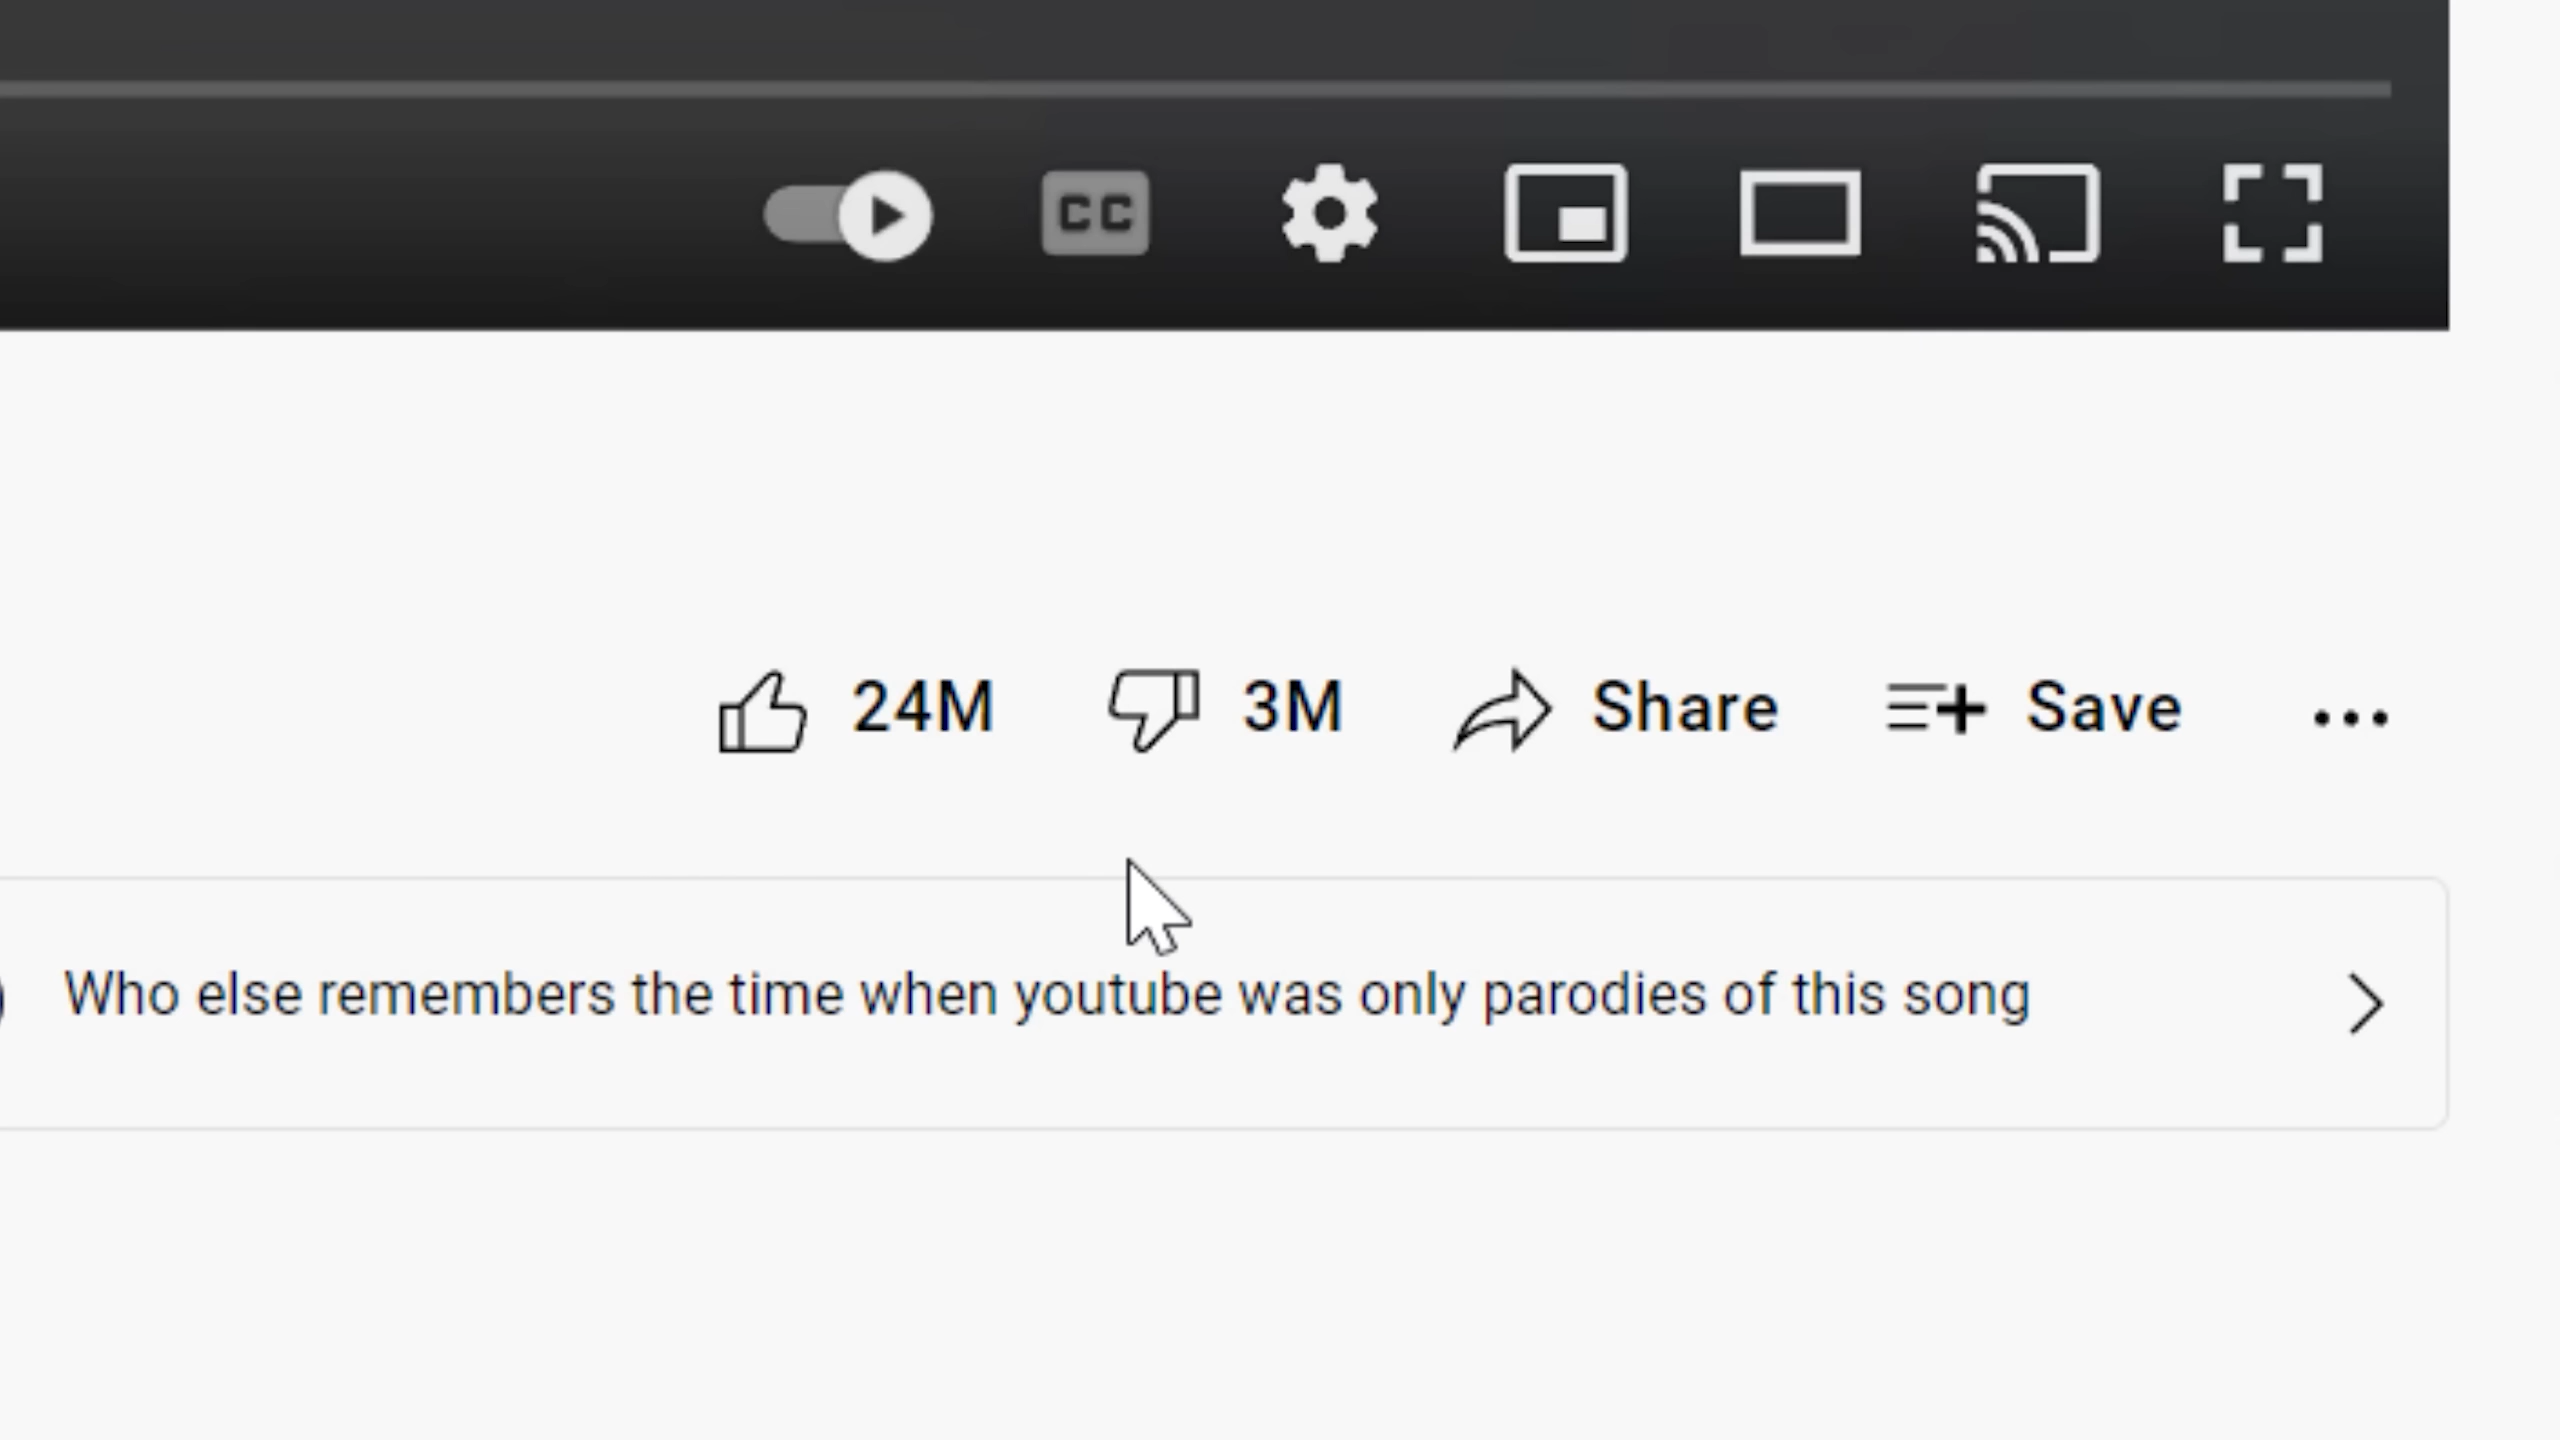 CC
24M 3M Share Save
Who else remembers the time when youtube was only parodies of this song